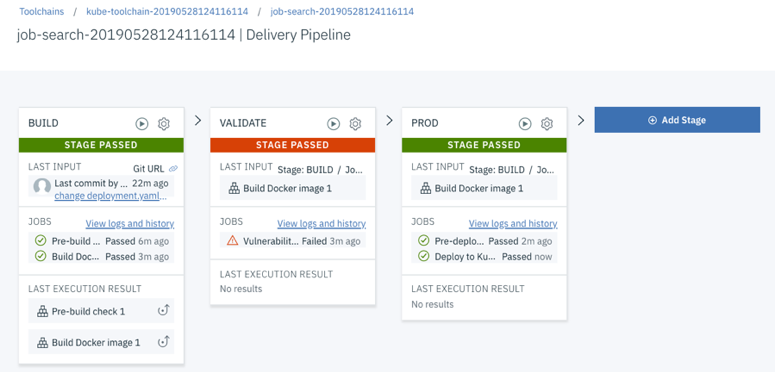 Toolchains / kube-toolchain-20190528124116114 / job-search-20190528124116114
job-search-20190528124116114 | Delivery Pipeline
BUILD
STAGE PASSED
LAST INPUT Git URL
Last commit by ... 22m ago
change deployment.yaml...
JOBS View logs and history
Pre-build ... Passed 6m ago
Build Doc... Passed 3m ago
LAST EXECUTION RESULT
Pre-build check 1
Build Docker image 1
VALIDATE
STAGE PASSED
LAST INPUT Stage: BUILD / Jo...
Build Docker image 1
JOBS View logs and history
Vulnerabilit... Failed 3m ago
LAST EXECUTION RESULT
No results
PROD
STAGE PASSED
LAST INPUT Stage: BUILD / Jo...
Build Docker image 1
JOBS View logs and history
Pre-deplo... Passed 2m ago
Deploy to Ku... Passed now
LAST EXECUTION RESULT
No results
Add Stage